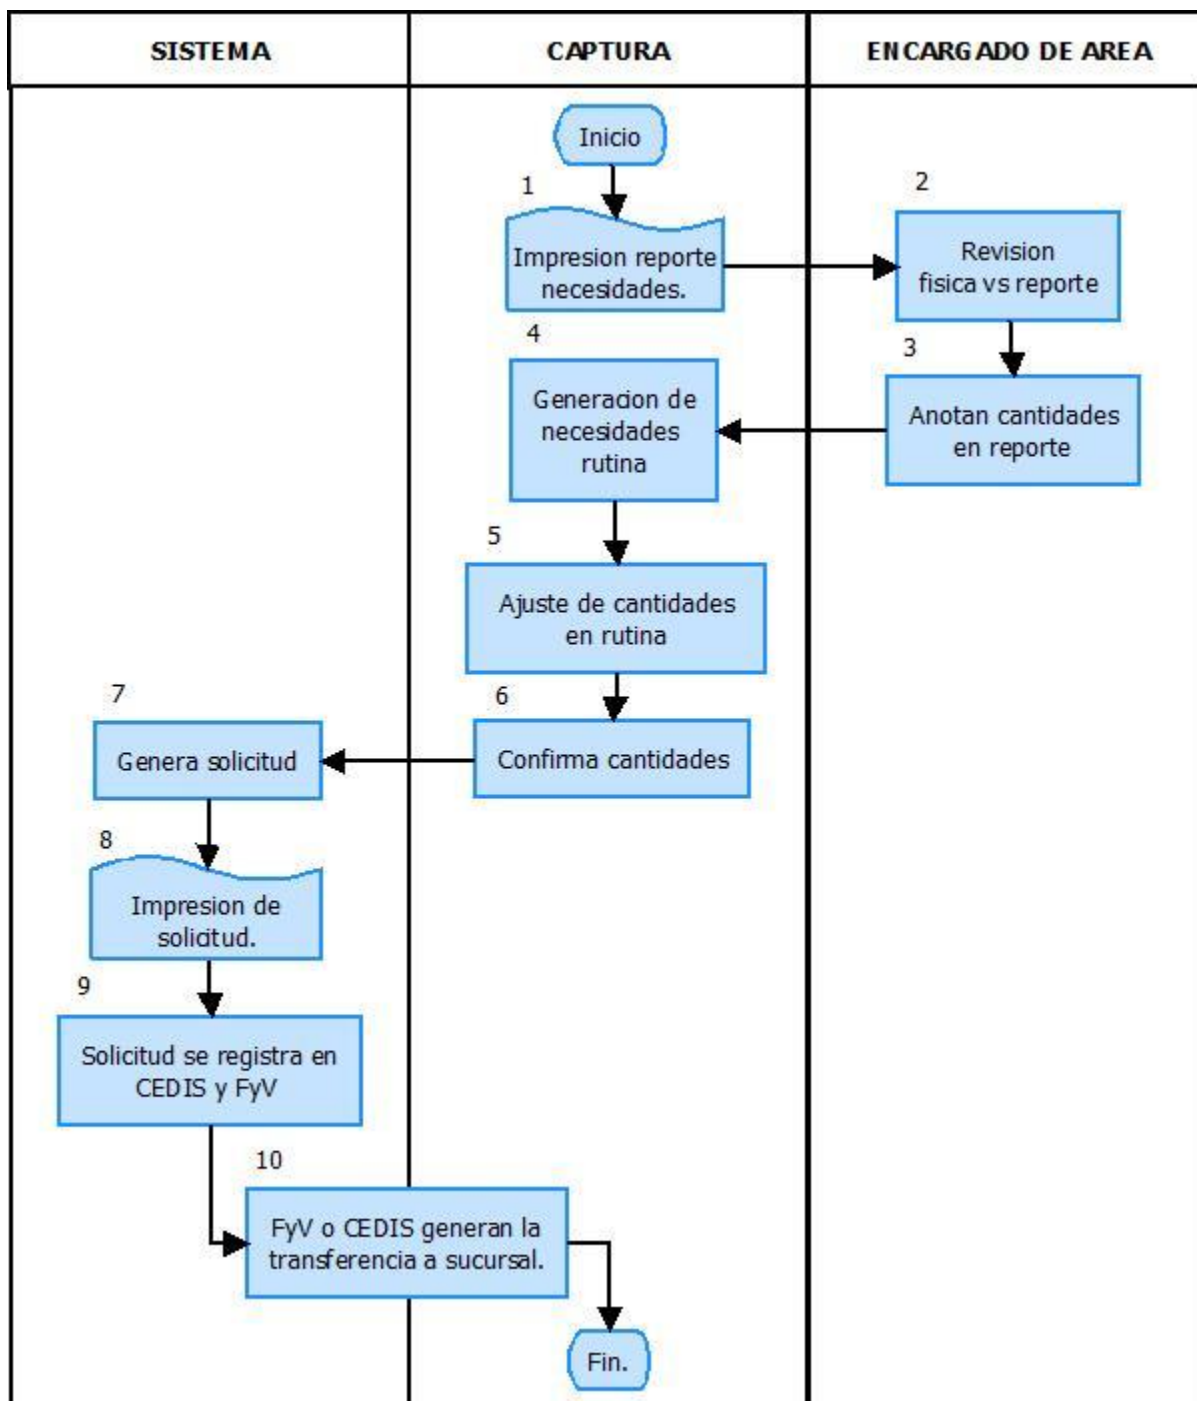 SISTEMA
CAPTURA
ENCARGADO DE AREA
Inicio
1
Impresion reporte
necesidades.
2
Revision
fisica vs reporte
3
Anotan cantidades
en reporte
4
Generacion de
necesidades
rutina
5
Ajuste de cantidades
en rutina
6
Confirma cantidades
7
Genera solicitud
8
Impresion de
solicitud.
9
Solicitud se registra en
CEDIS y FyV
10
FyV o CEDIS generan la
transferencia a sucursal.
Fin.